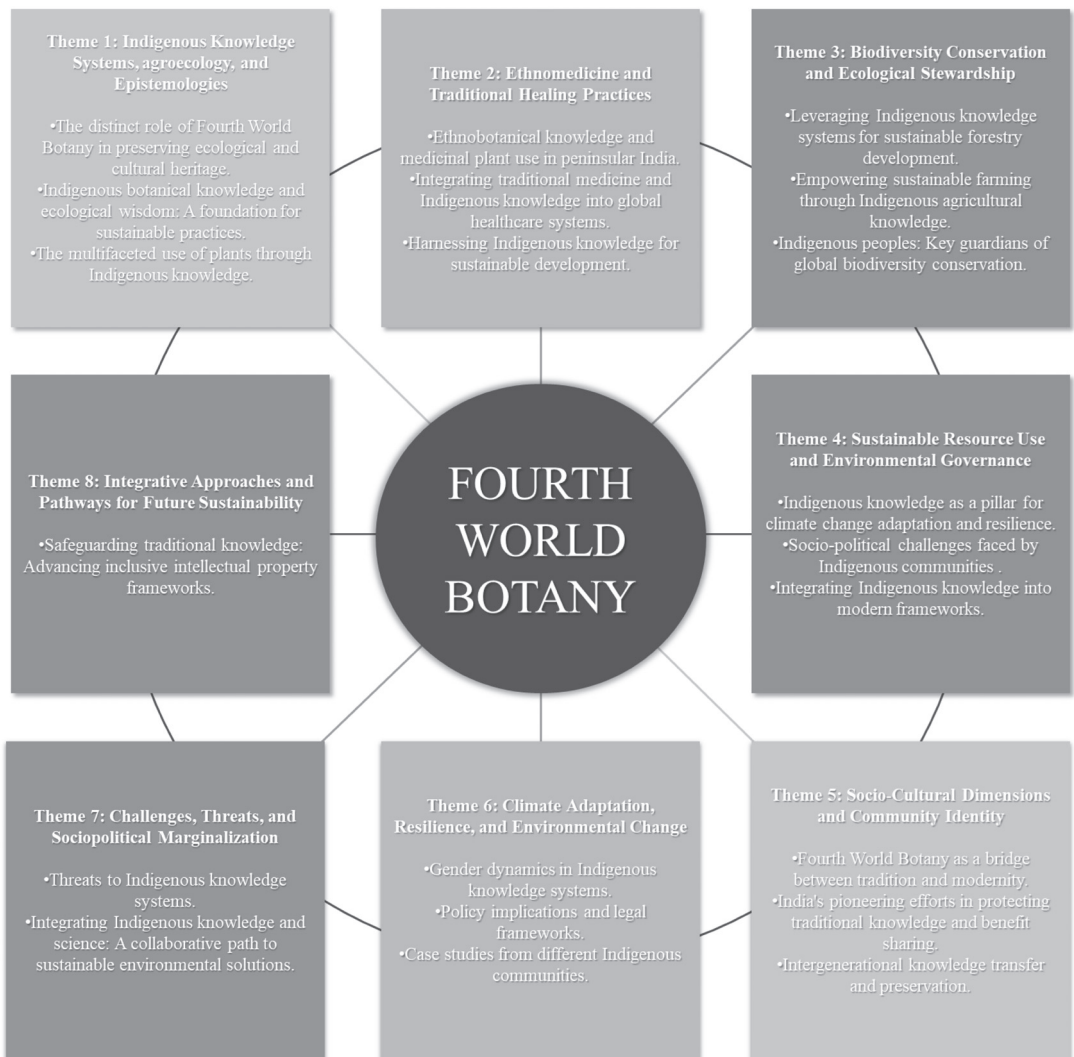 Theme 1: Indigenous Knowledge
Systems, agroecology, and
Epistemologies
•The distinct role of Fourth World
Botany in preserving ecological and
cultural heritage.
•Indigenous botanical knowledge and
ecological wisdom: A foundation for
sustainable practices.
•The multifaceted use of plants through
Indigenous knowledge.
Theme 2: Ethnomedicine and
Traditional Healing Practices
•Ethnobotanical knowledge and
medicinal plant use in peninsular India.
•Integrating traditional medicine and
Indigenous knowledge into global
healthcare systems.
•Harnessing Indigenous knowledge for
sustainable development.
Theme 3: Biodiversity Conservation
and Ecological Stewardship
•Leveraging Indigenous knowledge
systems for sustainable forestry
development.
•Empowering sustainable farming
through Indigenous agricultural
knowledge.
•Indigenous peoples: Key guardians of
global biodiversity conservation.
Theme 8: Integrative Approaches and
Pathways for Future Sustainability
•Safeguarding traditional knowledge:
Advancing inclusive intellectual property
frameworks.
FOURTH
WORLD
BOTANY
Theme 4: Sustainable Resource Use
and Environmental Governance
•Indigenous knowledge as a pillar for
climate change adaptation and resilience.
•Socio-political challenges faced by
Indigenous communities .
•Integrating Indigenous knowledge into
modern frameworks.
Theme 7: Challenges, Threats, and
Sociopolitical Marginalization
•Threats to Indigenous knowledge
systems.
•Integrating Indigenous knowledge and
science: A collaborative path to
sustainable environmental solutions.
Theme 6: Climate Adaptation,
Resilience, and Environmental Change
•Gender dynamics in Indigenous
knowledge systems.
•Policy implications and legal
frameworks.
•Case studies from different Indigenous
communities.
Theme 5: Socio-Cultural Dimensions
and Community Identity
•Fourth World Botany as a bridge
between tradition and modernity.
•India's pioneering efforts in protecting
traditional knowledge and benefit
sharing.
•Intergenerational knowledge transfer
and preservation.